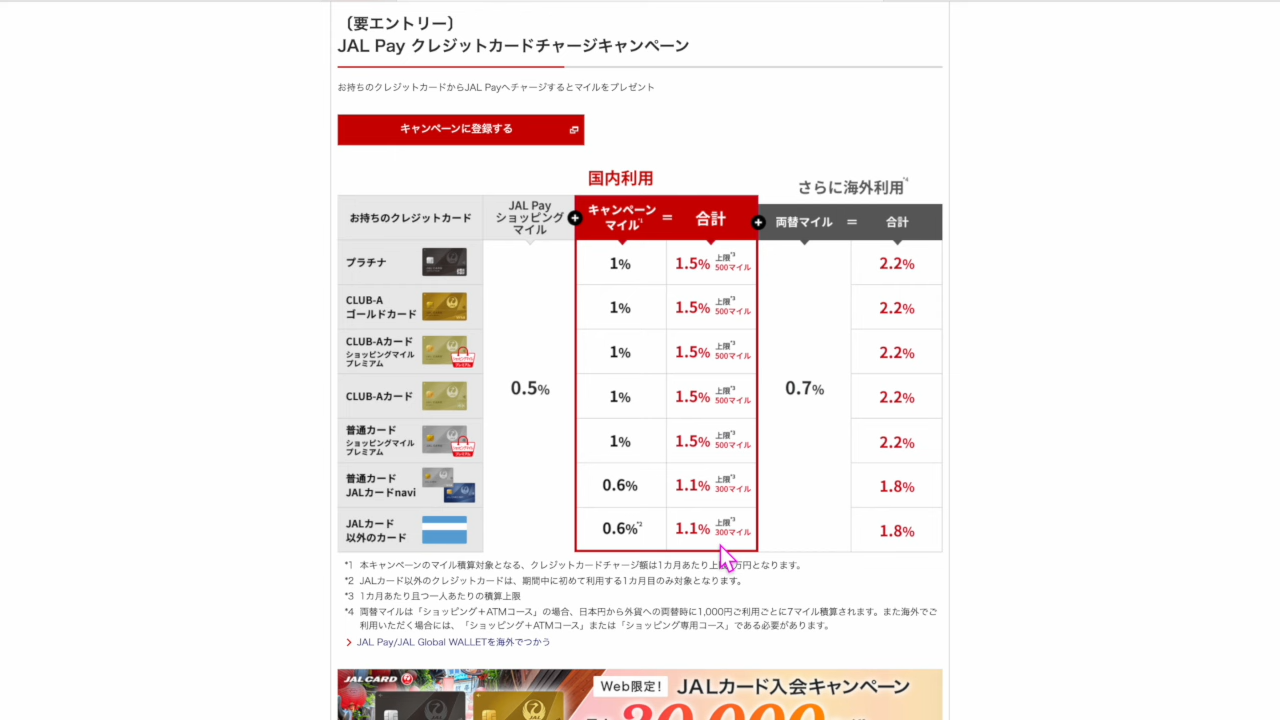 〔要エントリー〕
JAL Pay クレジットカードチャージキャンペーン
お持ちのクレジットカードからJAL Payへチャージするとマイルをプレゼント
キャンペーンに登録する
国内利用
さらに海外利用*4
お持ちのクレジットカード
JAL Pay
ショッピング
マイル
+
キャンペーン
マイル*1
=
合計
+
両替マイル
=
合計
プラチナ
1%
1.5%
上限*3
500マイル
2.2%
CLUB-A
ゴールドカード
1%
1.5%
上限*3
500マイル
2.2%
CLUB-Aカード
ショッピングマイル
プレミアム
1%
1.5%
上限*3
500マイル
2.2%
0.5%
0.7%
CLUB-Aカード
1%
1.5%
上限*3
500マイル
2.2%
普通カード
ショッピングマイル
プレミアム
1%
1.5%
上限*3
500マイル
2.2%
普通カード
JALカードnavi
0.6%
1.1%
上限*3
300マイル
1.8%
JALカード
以外のカード
0.6%*2
1.1%
上限*3
300マイル
1.8%
*1 本キャンペーンのマイル積算対象となる、クレジットカードチャージ額は1カ月あたり上 万円となります。
*2 JALカード以外のクレジットカードは、期間中に初めて利用する1カ月目のみ対象となります。
*3 1カ月あたり且つ一人あたりの積算上限
*4 両替マイルは「ショッピング＋ATMコース」の場合、日本円から外貨への両替時に1,000円ご利用ごとに7マイル積算されます。また海外でご
利用いただく場合には、「ショッピング＋ATMコース」または「ショッピング専用コース」である必要があります。
JAL Pay/JAL Global WALLETを海外でつかう
JALCARD
Web限定!
JALカード入会キャンペーン